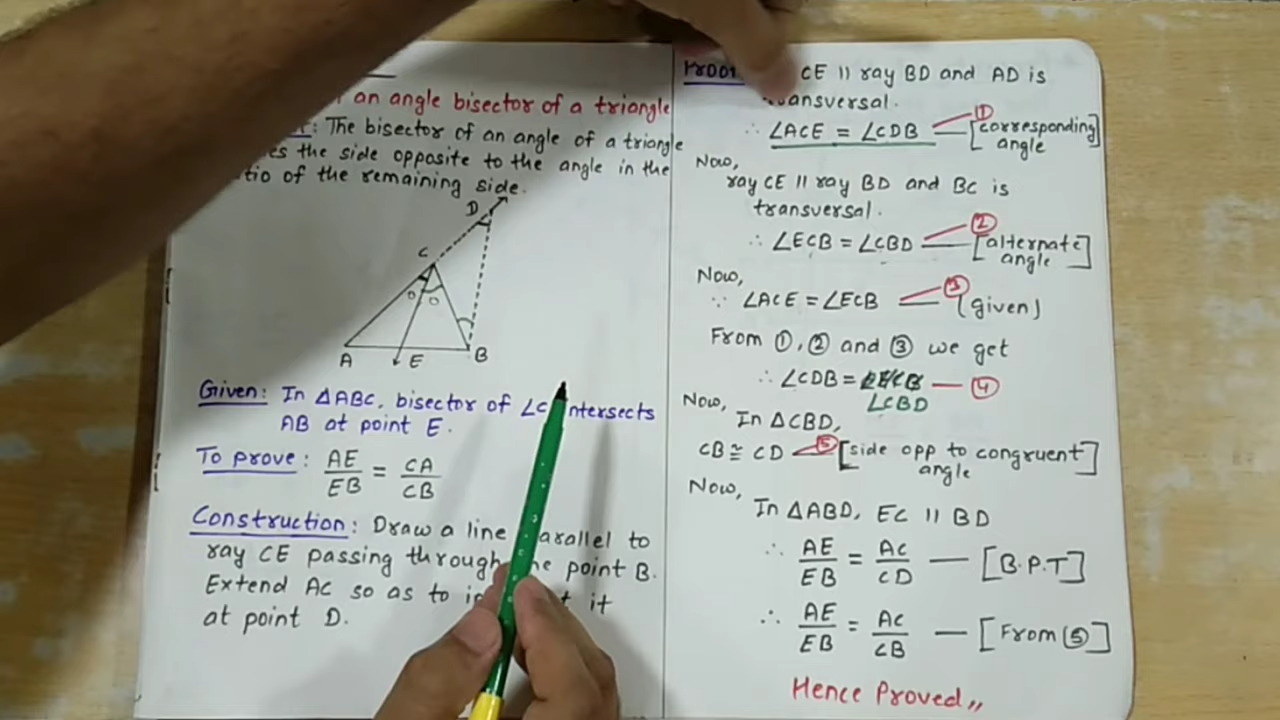 an angle bisector of a triangle
: The bisector of an angle of a triangle
the side opposite to the angle in the
of the remaining side.
D
C
A
E
B
Given: In ΔABC, bisector of ∠C
AB at point E.
To prove: AE/EB = CA/CB
Construction: Draw a line to
ray CE passing through point B.
Extend AC so as to it
at point D.
CE || ray BD and AD is
∴ ∠ACE = ∠CDB — ① [corresponding angle]
Now,
ray CE || ray BD and BC is
transversal.
∴ ∠ECB = ∠CBD — ② [alternate angle]
Now,
∵ ∠ACE = ∠ECB — ③ (given)
From ①, ② and ③ we get
∴ ∠CDB = — ④
∠CBD
Now,
In ΔCBD,
CB ≅ CD — ⑤ [side opp to congruent angle]
Now,
In ΔABD, EC || BD
∴ AE/EB = AC/CD — [B.P.T]
∴ AE/EB = AC/CB — [From ⑤]
Hence Proved,,